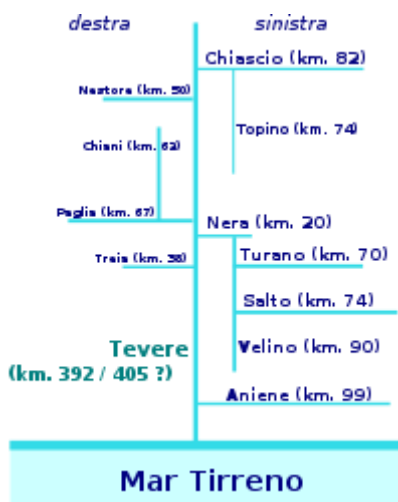 destra
sinistra
Chiascio (km. 82)
Nestore (km. 50)
Topino (km. 74)
Chiani (km. 63)
Paglia (km. 67)
Nera (km. 20)
Treia (km. 38)
Turano (km. 70)
Salto (km. 74)
Velino (km. 90)
Tevere
(km. 392 / 405 ?)
Aniene (km. 99)
Mar Tirreno